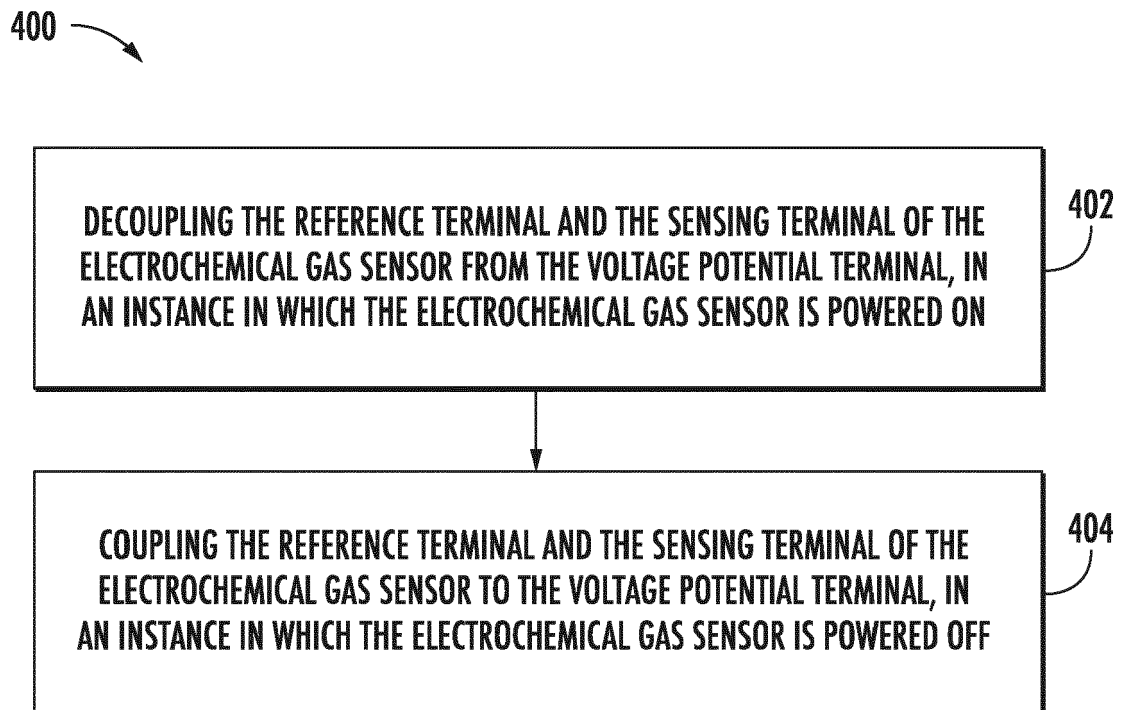 400
DECOUPLING THE REFERENCE TERMINAL AND THE SENSING TERMINAL OF THE
ELECTROCHEMICAL GAS SENSOR FROM THE VOLTAGE POTENTIAL TERMINAL, IN
AN INSTANCE IN WHICH THE ELECTROCHEMICAL GAS SENSOR IS POWERED ON
402
COUPLING THE REFERENCE TERMINAL AND THE SENSING TERMINAL OF THE
ELECTROCHEMICAL GAS SENSOR TO THE VOLTAGE POTENTIAL TERMINAL, IN
AN INSTANCE IN WHICH THE ELECTROCHEMICAL GAS SENSOR IS POWERED OFF
404